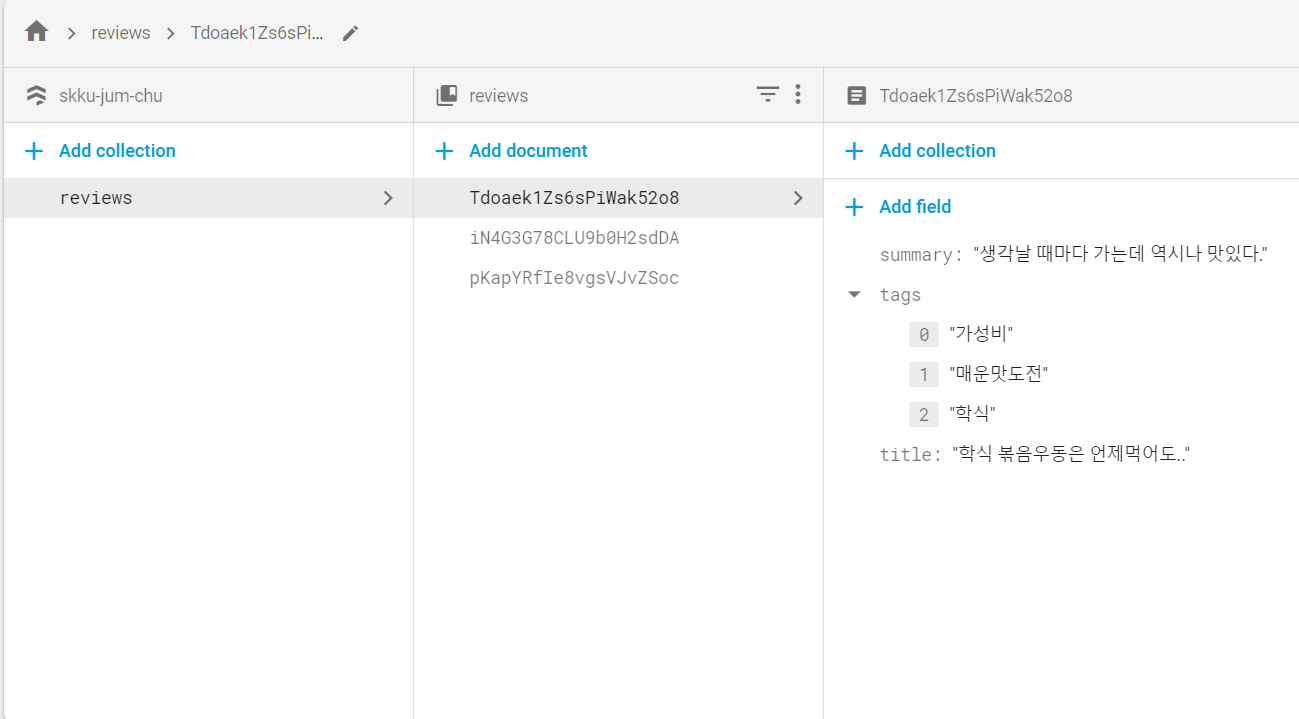 reviews > Tdoaek1Zs6sPi...
skku-jum-chu
reviews
Tdoaek1Zs6sPiWak52o8
+ Add collection
+ Add document
+ Add collection
reviews
Tdoaek1Zs6sPiWak52o8
iN4G3G78CLU9b0H2sdDA
pKapYRfIe8vgsVJvZSoc
+ Add field
summary: "생각날 때마다 가는데 역시나 맛있다."
tags
0 "가성비"
1 "매운맛도전"
2 "학식"
title: "학식 볶음우동은 언제먹어도.."